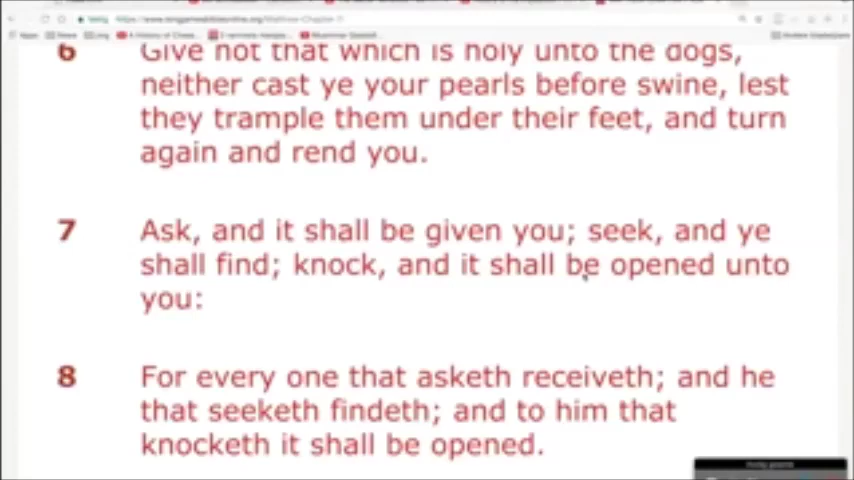 6 Give not that which is holy unto the dogs,
neither cast ye your pearls before swine, lest
they trample them under their feet, and turn
again and rend you.
7 Ask, and it shall be given you; seek, and ye
shall find; knock, and it shall be opened unto
you:
8 For every one that asketh receiveth; and he
that seeketh findeth; and to him that
knocketh it shall be opened.